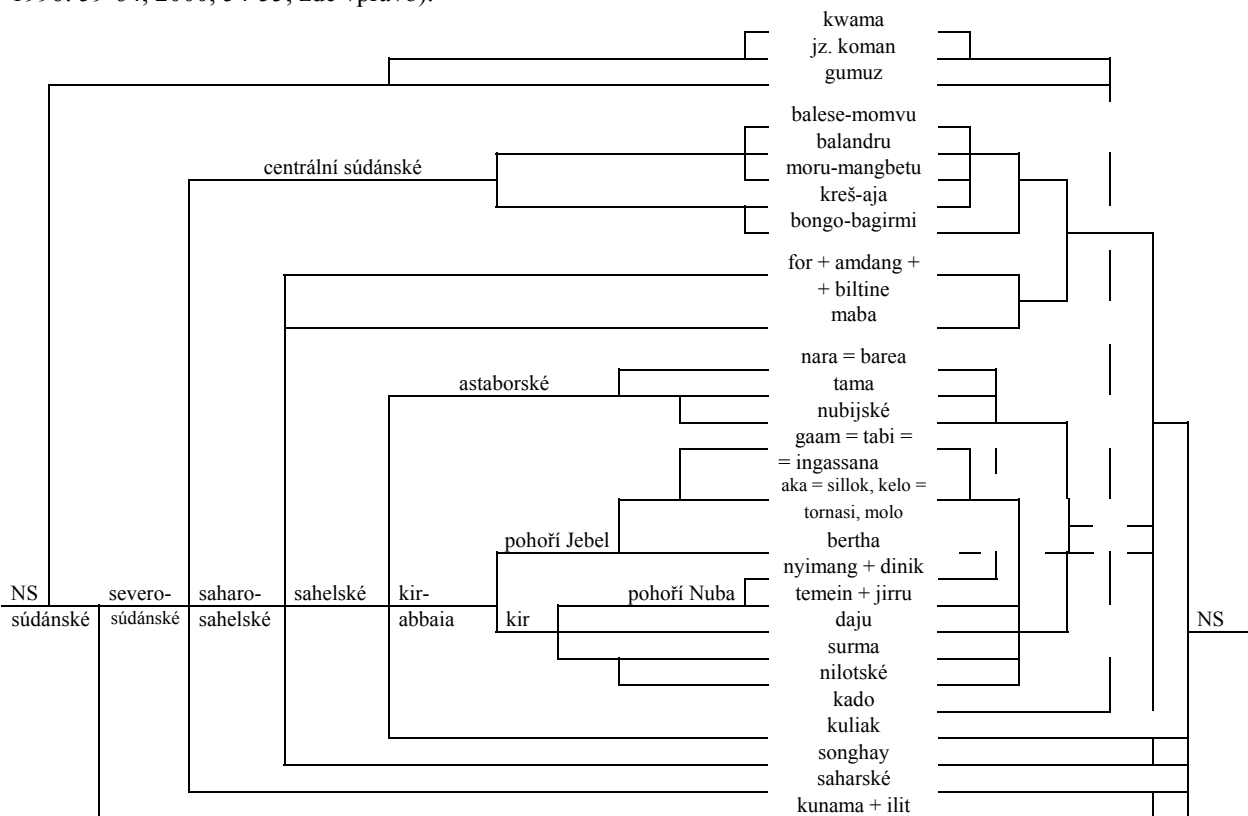 kwama
jz. koman
gumuz
balese-momvu
balandru
centrální súdánské
moru-mangbetu
kreš-aja
bongo-bagirmi
for + amdang +
+ biltine
maba
nara = barea
astaborské
tama
nubijské
gaam = tabi =
= ingassana
aka = sillok, kelo =
tornasi, molo
pohoří Jebel
bertha
nyimang + dinik
NS
severo-
saharo-
sahelské
kir-
pohoří Nuba
temein + jirru
súdánské
súdánské
sahelské
abbaia
kir
daju
NS
surma
nilotské
kado
kuliak
songhay
saharské
kunama + ilit